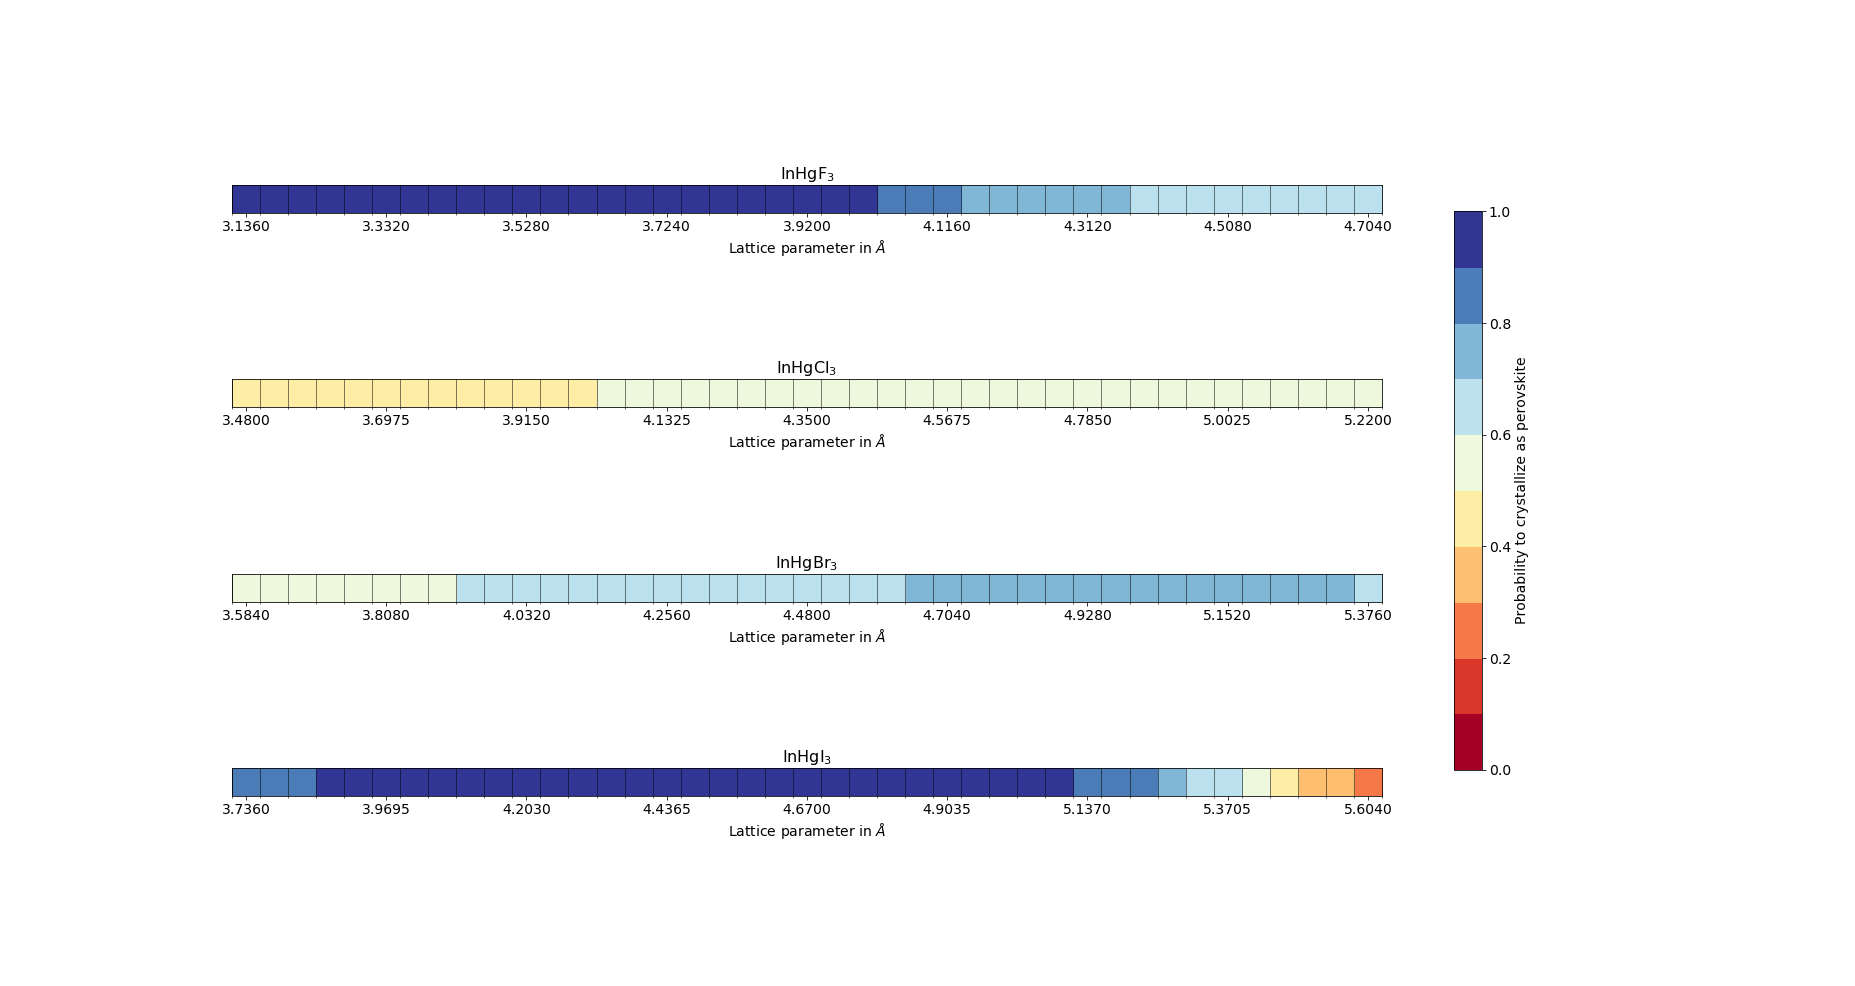 InHgF₃
3.1360 3.3320 3.5280 3.7240 3.9200 4.1160 4.3120 4.5080 4.7040
Lattice parameter in Å
InHgCl₃
3.4800 3.6975 3.9150 4.1325 4.3500 4.5675 4.7850 5.0025 5.2200
Lattice parameter in Å
InHgBr₃
3.5840 3.8080 4.0320 4.2560 4.4800 4.7040 4.9280 5.1520 5.3760
Lattice parameter in Å
InHgI₃
3.7360 3.9695 4.2030 4.4365 4.6700 4.9035 5.1370 5.3705 5.6040
Lattice parameter in Å
1.0
0.8
0.6
0.4
0.2
0.0
Probability to crystallize as perovskite